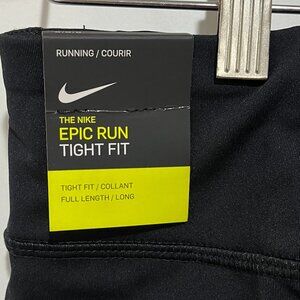 RUNNING / COURIR
THE NIKE
EPIC RUN
TIGHT FIT
TIGHT FIT / COLLANT
FULL LENGTH / LONG